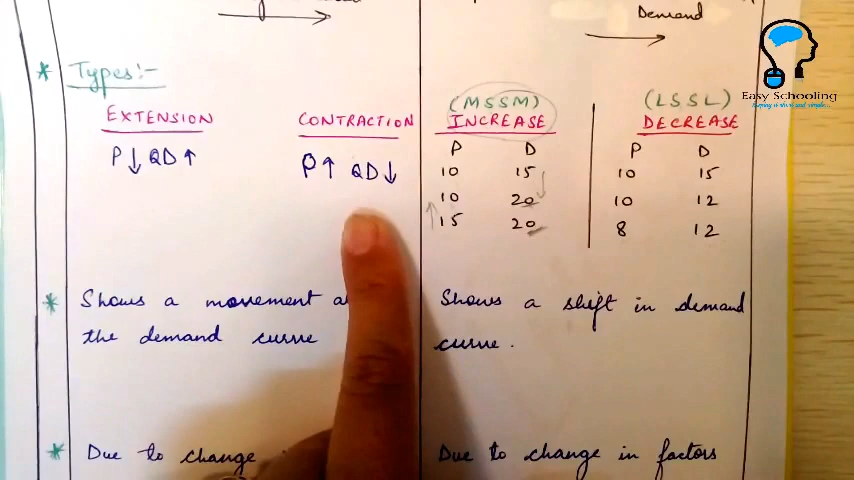 Demand
Easy Schooling
* Types:-
EXTENSION
P↓ QD↑
CONTRACTION
P↑ QD↓
(MSSM)
INCREASE
P D
10 15
10 20
15 20
(LSSL)
DECREASE
P D
10 15
10 12
8 12
* Shows a movement
the demand curve
Shows a shift in demand
curve.
* Due to change
Due to change in factors